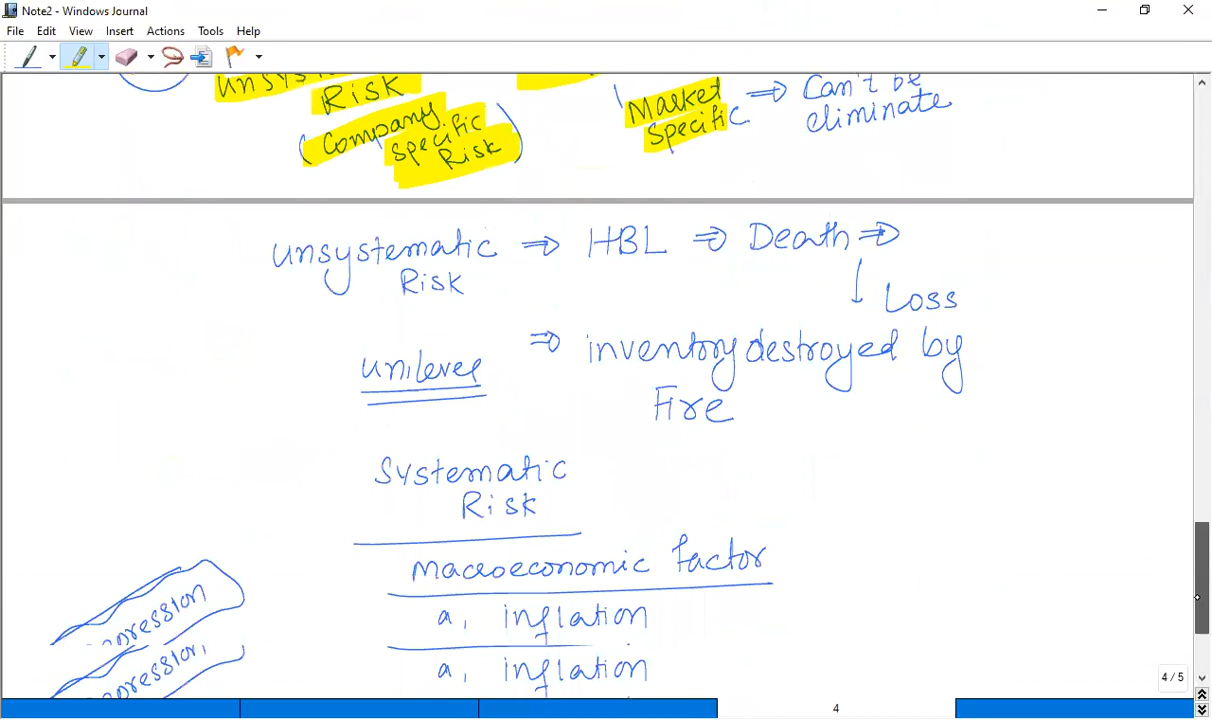 Note2 - Windows Journal
File Edit View Insert Actions Tools Help
Risk
(Company
specific
Risk)
(Market
Specific ⇒ Can't be
eliminate
unsystematic ⇒ HBL ⇒ Death ⇒
Risk
↓ Loss
unilever ⇒ inventory destroyed by
Fire
Systematic
Risk
Macroeconomic factor
a, inflation
a, inflation
4 / 5
4